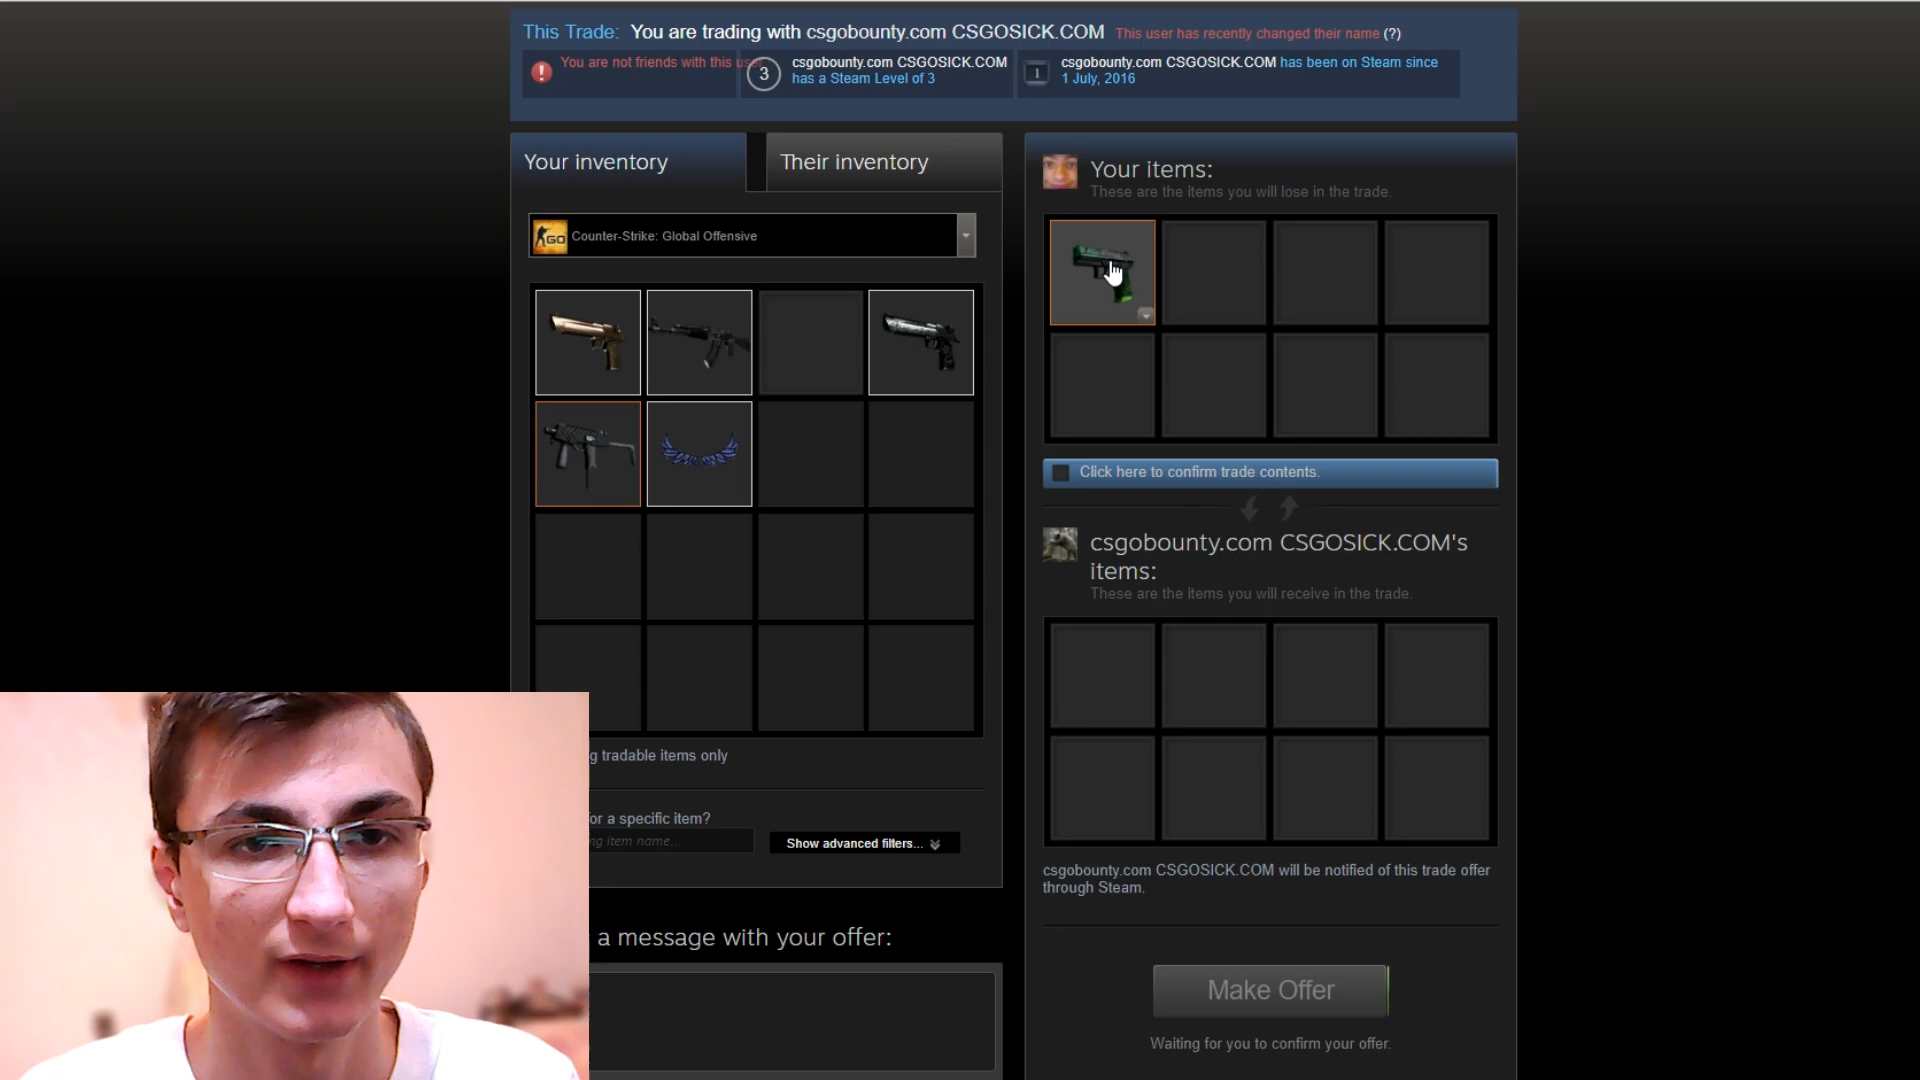 This Trade: You are trading with csgobounty.com CSGOSICK.COM This user has recently changed their name (?)
You are not friends with this user
3
csgobounty.com CSGOSICK.COM
has a Steam Level of 3
1
csgobounty.com CSGOSICK.COM has been on Steam since
1 July, 2016
Your inventory
Their inventory
GO
Counter-Strike: Global Offensive
g tradable items only
or a specific item?
ng item name...
Show advanced filters...
a message with your offer:
Your items:
These are the items you will lose in the trade.
Click here to confirm trade contents.
csgobounty.com CSGOSICK.COM's
items:
These are the items you will receive in the trade.
csgobounty.com CSGOSICK.COM will be notified of this trade offer
through Steam.
Make Offer
Waiting for you to confirm your offer.